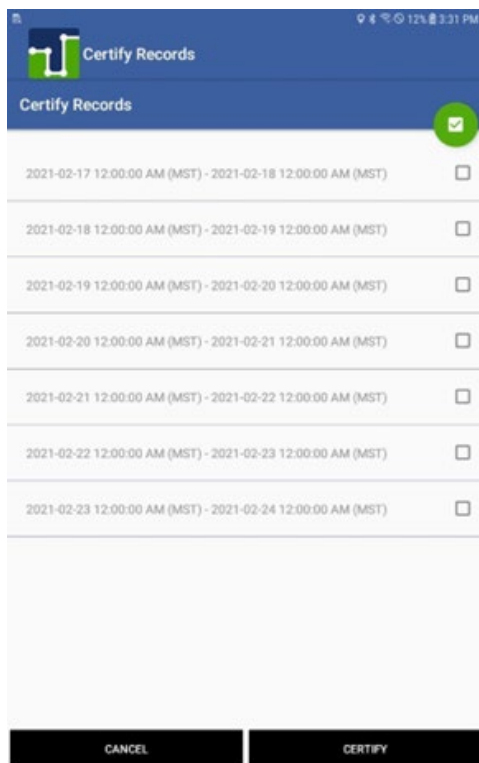 12% 3:31 PM
Certify Records
Certify Records
2021-02-17 12:00:00 AM (MST) - 2021-02-18 12:00:00 AM (MST)
2021-02-18 12:00:00 AM (MST) - 2021-02-19 12:00:00 AM (MST)
2021-02-19 12:00:00 AM (MST) - 2021-02-20 12:00:00 AM (MST)
2021-02-20 12:00:00 AM (MST) - 2021-02-21 12:00:00 AM (MST)
2021-02-21 12:00:00 AM (MST) - 2021-02-22 12:00:00 AM (MST)
2021-02-22 12:00:00 AM (MST) - 2021-02-23 12:00:00 AM (MST)
2021-02-23 12:00:00 AM (MST) - 2021-02-24 12:00:00 AM (MST)
CANCEL CERTIFY